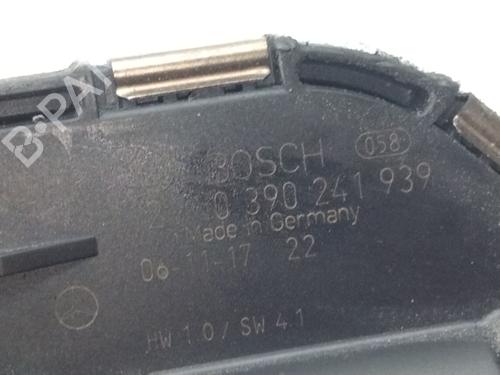 B-PARTS
BOSCH
058
0 390 241 939
Made in Germany
06-11-17 22
HW 1.0 / SW 4.1